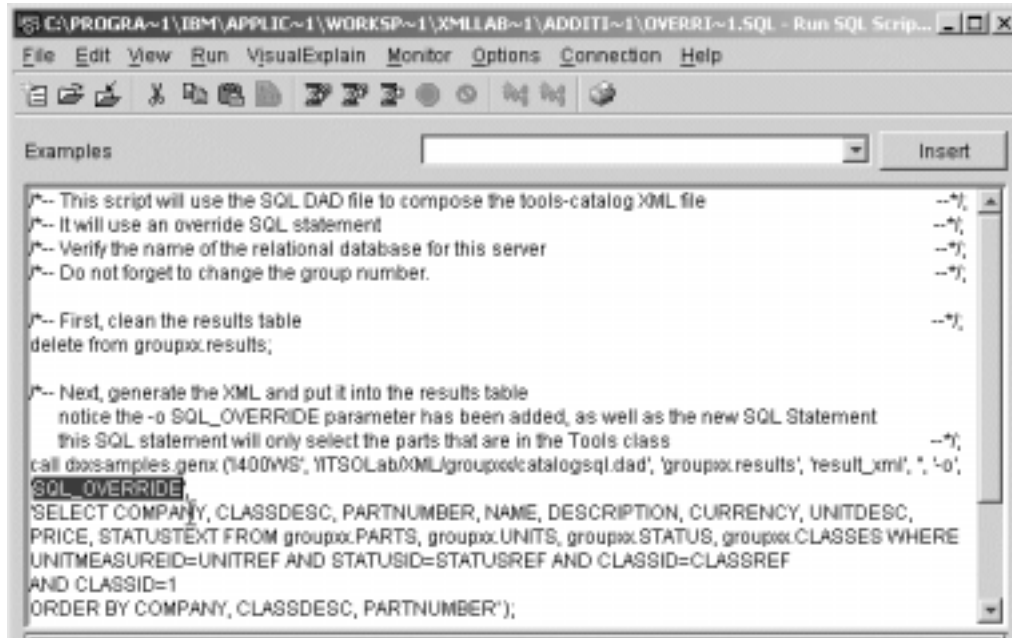 C:\PROGRA~1\IBM\APPLIC~1\WORKSP~1\XMLLAB~1\ADDITI~1\OVERRI~1.SQL - Run SQL Scrip...
File Edit View Run VisualExplain Monitor Options Connection Help
Examples Insert
/*-- This script will use the SQL DAD file to compose the tools-catalog XML file --*/;
/*-- It will use an override SQL statement --*/;
/*-- Verify the name of the relational database for this server --*/;
/*-- Do not forget to change the group number. --*/;
/*-- First, clean the results table --*/;
delete from groupxx.results;
/*-- Next, generate the XML and put it into the results table
notice the -o SQL_OVERRIDE parameter has been added, as well as the new SQL Statement
this SQL statement will only select the parts that are in the Tools class --*/;
call dxxsamples.genx ('I400WS', '/ITSOLab/XML/groupxx/catalogsql.dad', 'groupxx.results', 'result_xml', '', '-o',
SQL_OVERRIDE',
'SELECT COMPANY, CLASSDESC, PARTNUMBER, NAME, DESCRIPTION, CURRENCY, UNITDESC,
PRICE, STATUSTEXT FROM groupxx.PARTS, groupxx.UNITS, groupxx.STATUS, groupxx.CLASSES WHERE
UNITMEASUREID=UNITREF AND STATUSID=STATUSREF AND CLASSID=CLASSREF
AND CLASSID=1
ORDER BY COMPANY, CLASSDESC, PARTNUMBER');